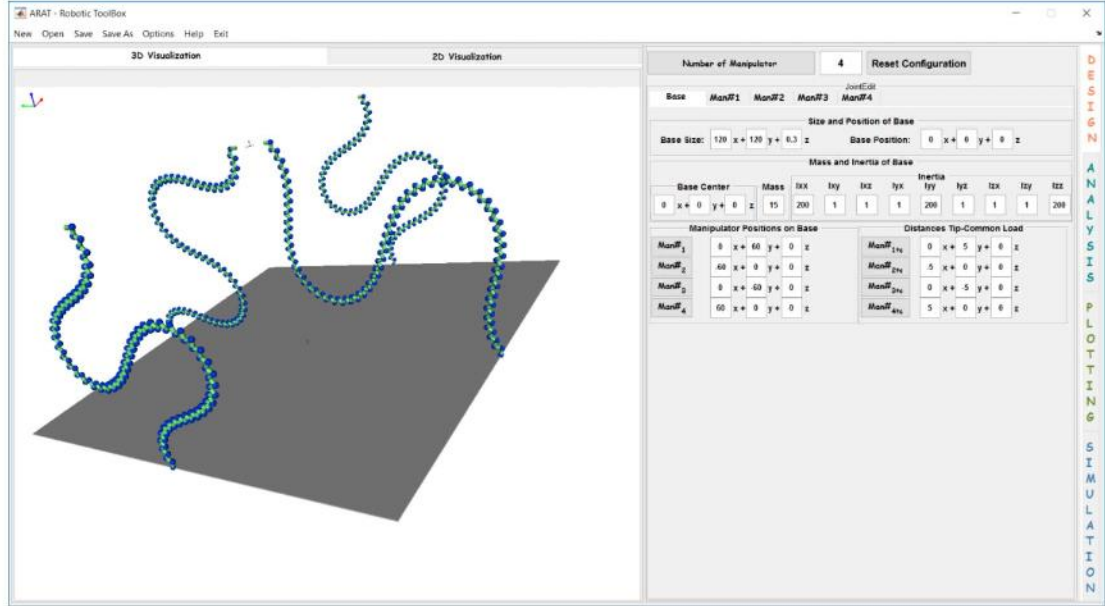 ARAT - Robotic ToolBox
New Open Save Save As Options Help Exit
3D Visualization 2D Visualization
Number of Manipulator 4 Reset Configuration
JointEdit
Base Man#1 Man#2 Man#3 Man#4
Size and Position of Base
Base Size: 120 x+ 120 y+ 0.3 z Base Position: 0 x+ 0 y+ 0 z
Mass and Inertia of Base
Inertia
Base Center Mass Ixx Ixy Ixz Iyx Iyy Iyz Izx Izy Izz
0 x+ 0 y+ 0 z 15 200 1 1 1 200 1 1 1 200
Manipulator Positions on Base Distances Tip-Common Load
Man#1 0 x+ 60 y+ 0 z Man# 0 x+ 5 y+ 0 z
Man#2 -60 x+ 0 y+ 0 z Man# -5 x+ 0 y+ 0 z
Man#3 0 x+ -60 y+ 0 z Man# 0 x+ -5 y+ 0 z
Man#4 60 x+ 0 y+ 0 z Man# 5 x+ 0 y+ 0 z
DESIGN
ANALYSIS
PLOTTING
SIMULATION